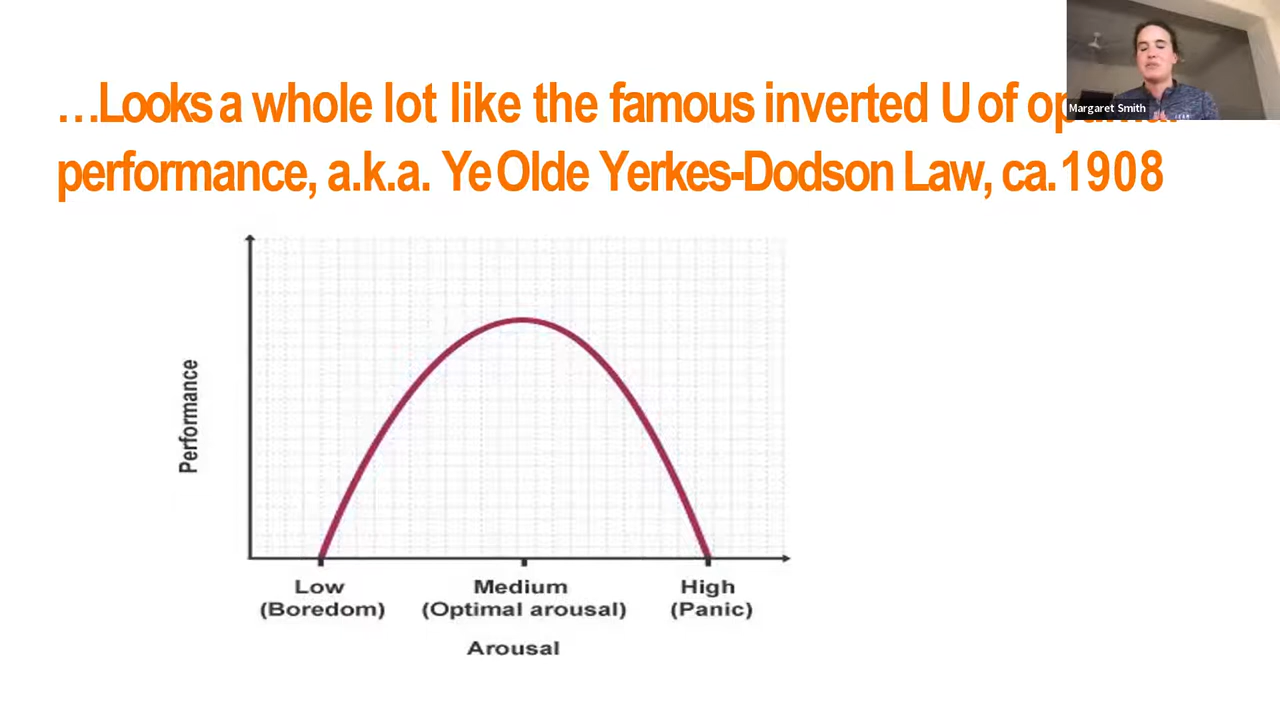 …Looks a whole lot like the famous inverted U of
performance, a.k.a. Ye Olde Yerkes-Dodson Law, ca. 1908
Margaret Smith
Performance
Low
(Boredom)
Medium
(Optimal arousal)
High
(Panic)
Arousal